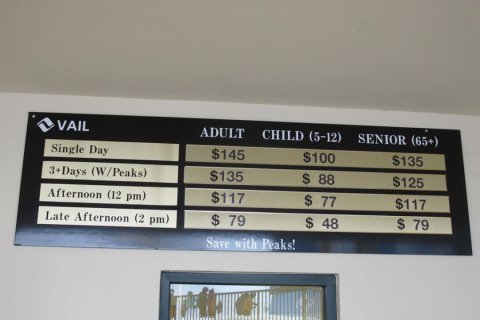 VAIL
ADULT CHILD (5-12) SENIOR (65+)
Single Day $145 $100 $135
3+Days (W/Peaks) $135 $ 88 $125
Afternoon (12 pm) $117 $ 77 $117
Late Afternoon (2 pm) $ 79 $ 48 $ 79
Save with Peaks!